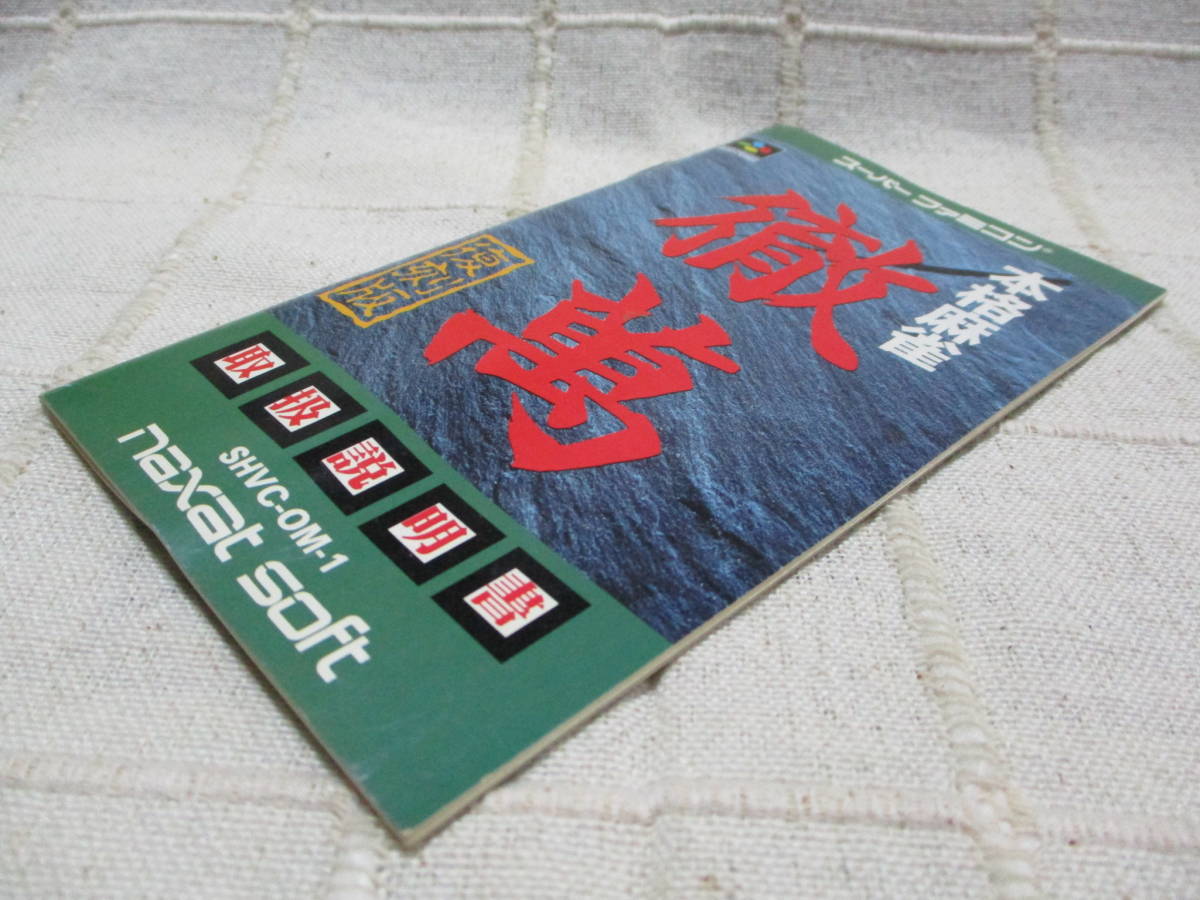 スーパーファミコン®
本格麻雀
徹萬
復刻版
取扱説明書
SHVC-OM-1
naxat soft